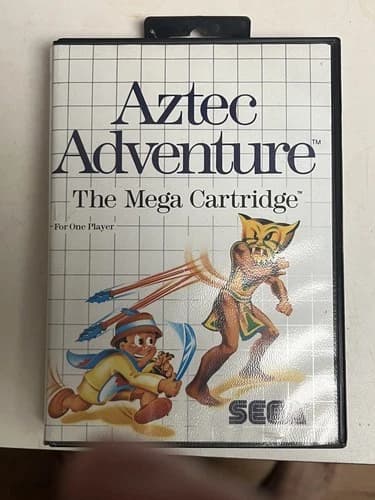 Aztec
Adventure™
The Mega Cartridge™
-For One Player
SEGA